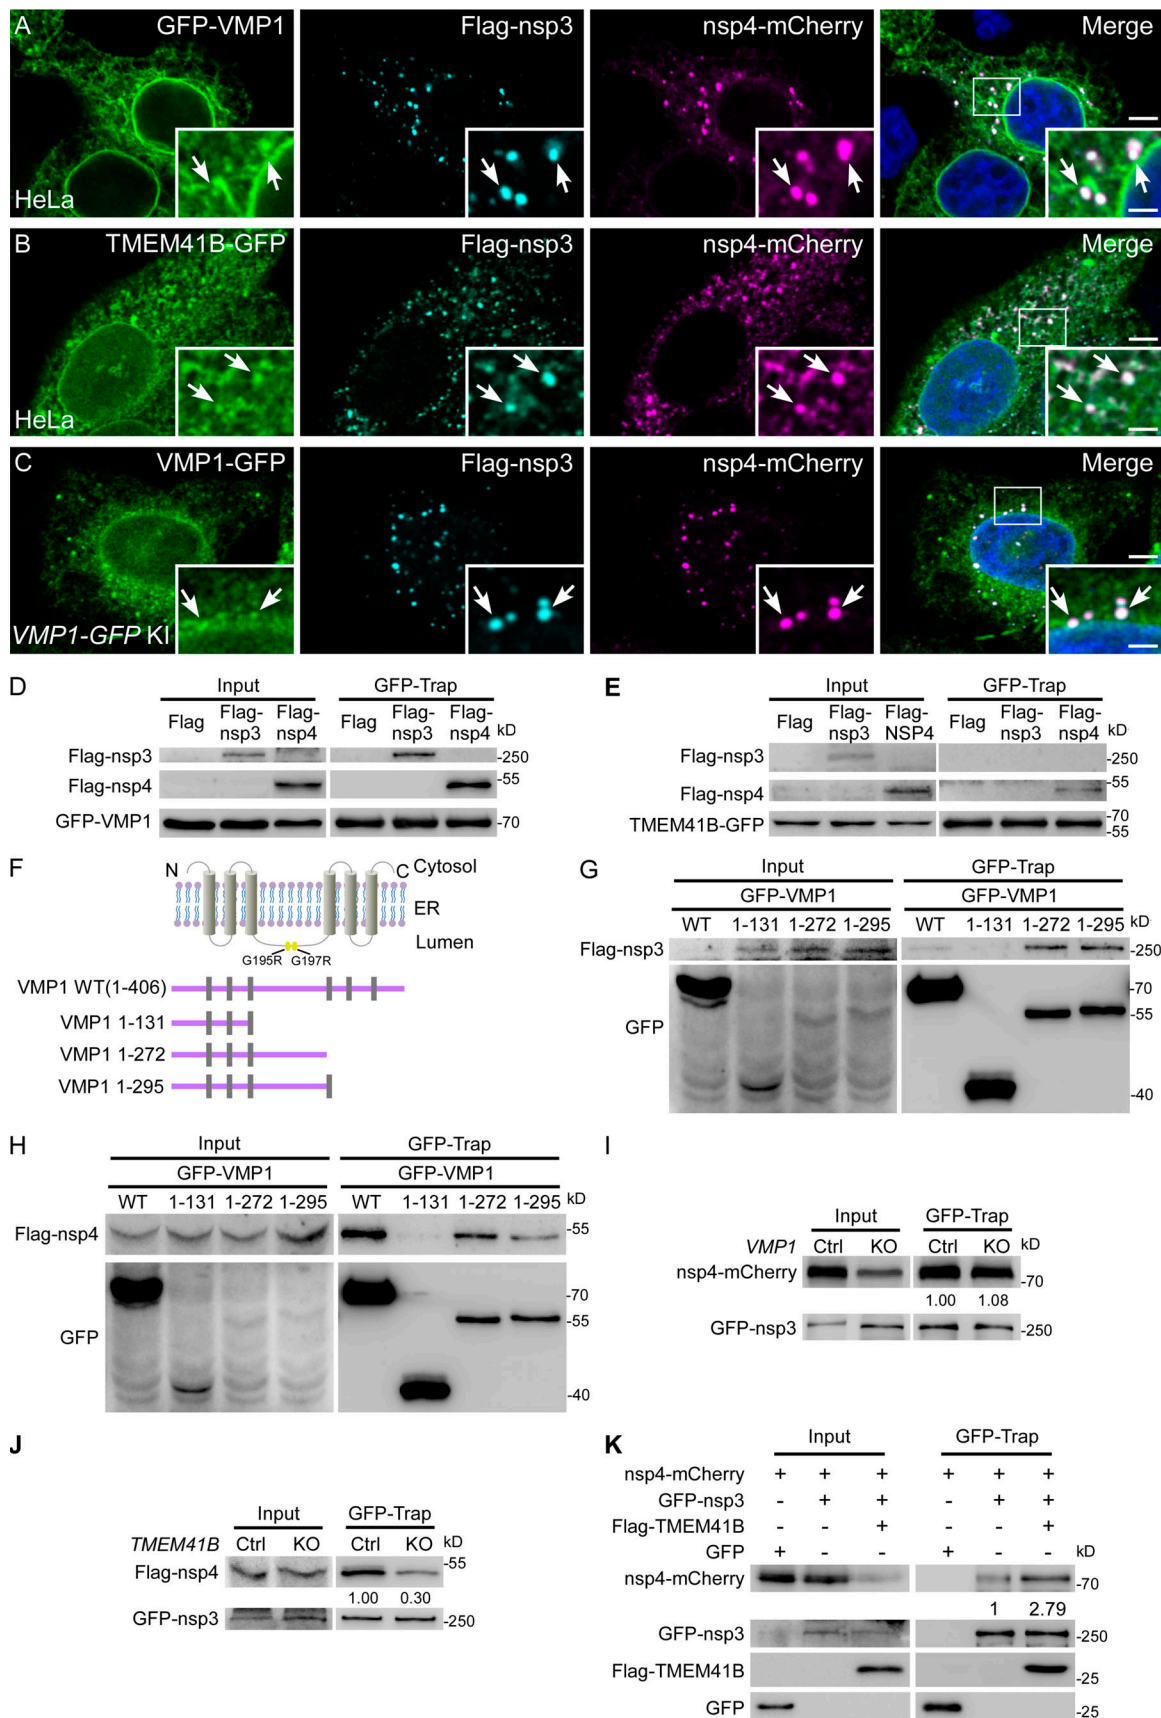 A GFP-VMP1 Flag-nsp3 nsp4-mCherry Merge
HeLa
B TMEM41B-GFP Flag-nsp3 nsp4-mCherry Merge
HeLa
C VMP1-GFP Flag-nsp3 nsp4-mCherry Merge
VMP1-GFP KI
D Input GFP-Trap
Flag Flag-nsp3 Flag-nsp4 Flag Flag-nsp3 Flag-nsp4 kD
Flag-nsp3 -250
Flag-nsp4 -55
GFP-VMP1 -70
E Input GFP-Trap
Flag Flag-nsp3 Flag-NSP4 Flag Flag-nsp3 Flag-nsp4 kD
Flag-nsp3 -250
Flag-nsp4 -55
TMEM41B-GFP -70
-55
F N C Cytosol
ER
Lumen
G195R G197R
VMP1 WT(1-406)
VMP1 1-131
VMP1 1-272
VMP1 1-295
G Input GFP-Trap
GFP-VMP1 GFP-VMP1
WT 1-131 1-272 1-295 WT 1-131 1-272 1-295 kD
Flag-nsp3 -250
GFP -70
-55
-40
H Input GFP-Trap
GFP-VMP1 GFP-VMP1
WT 1-131 1-272 1-295 WT 1-131 1-272 1-295 kD
Flag-nsp4 -55
GFP -70
-55
-40
I Input GFP-Trap
VMP1 Ctrl KO Ctrl KO kD
nsp4-mCherry -70
1.00 1.08
GFP-nsp3 -250
J Input GFP-Trap
TMEM41B Ctrl KO Ctrl KO kD
Flag-nsp4 -55
1.00 0.30
GFP-nsp3 -250
K Input GFP-Trap
nsp4-mCherry + + + + + +
GFP-nsp3 - + + - + +
Flag-TMEM41B - - + - - +
GFP + - - + - - kD
nsp4-mCherry -70
1 2.79
GFP-nsp3 -250
Flag-TMEM41B -25
GFP -25